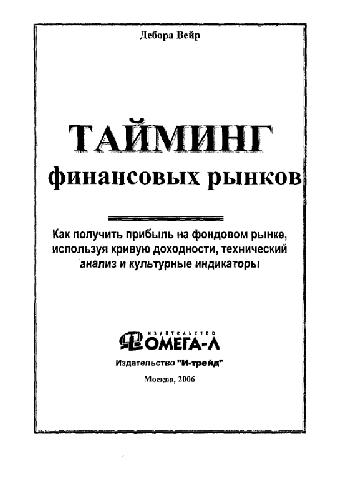 Дебора Вейр
ТАЙМИНГ
финансовых рынков
Как получить прибыль на фондовом рынке,
используя кривую доходности, технический
анализ и культурные индикаторы
ИЗДАТЕЛЬСТВО
ОМЕГА-Л
Издательство "И-трейд"
Москва, 2006